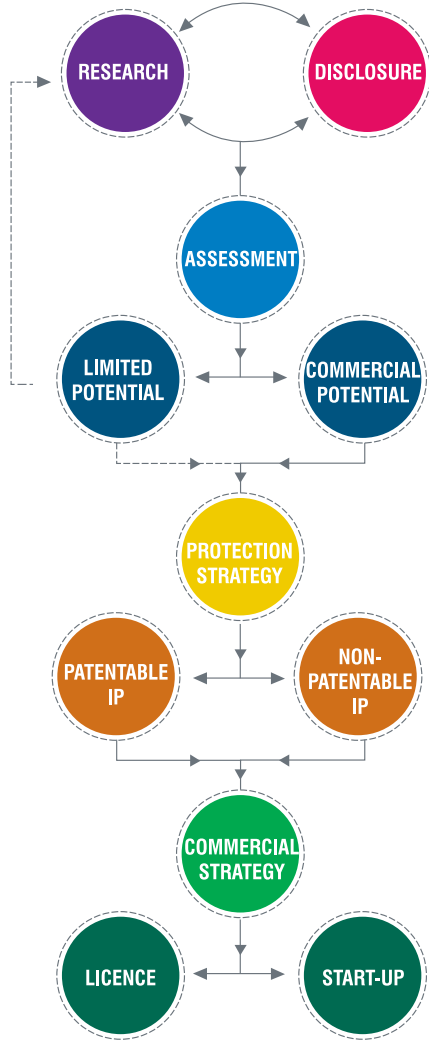 RESEARCH
DISCLOSURE
ASSESSMENT
LIMITED
POTENTIAL
COMMERCIAL
POTENTIAL
PROTECTION
STRATEGY
PATENTABLE
IP
NON-
PATENTABLE
IP
COMMERCIAL
STRATEGY
LICENCE
START-UP